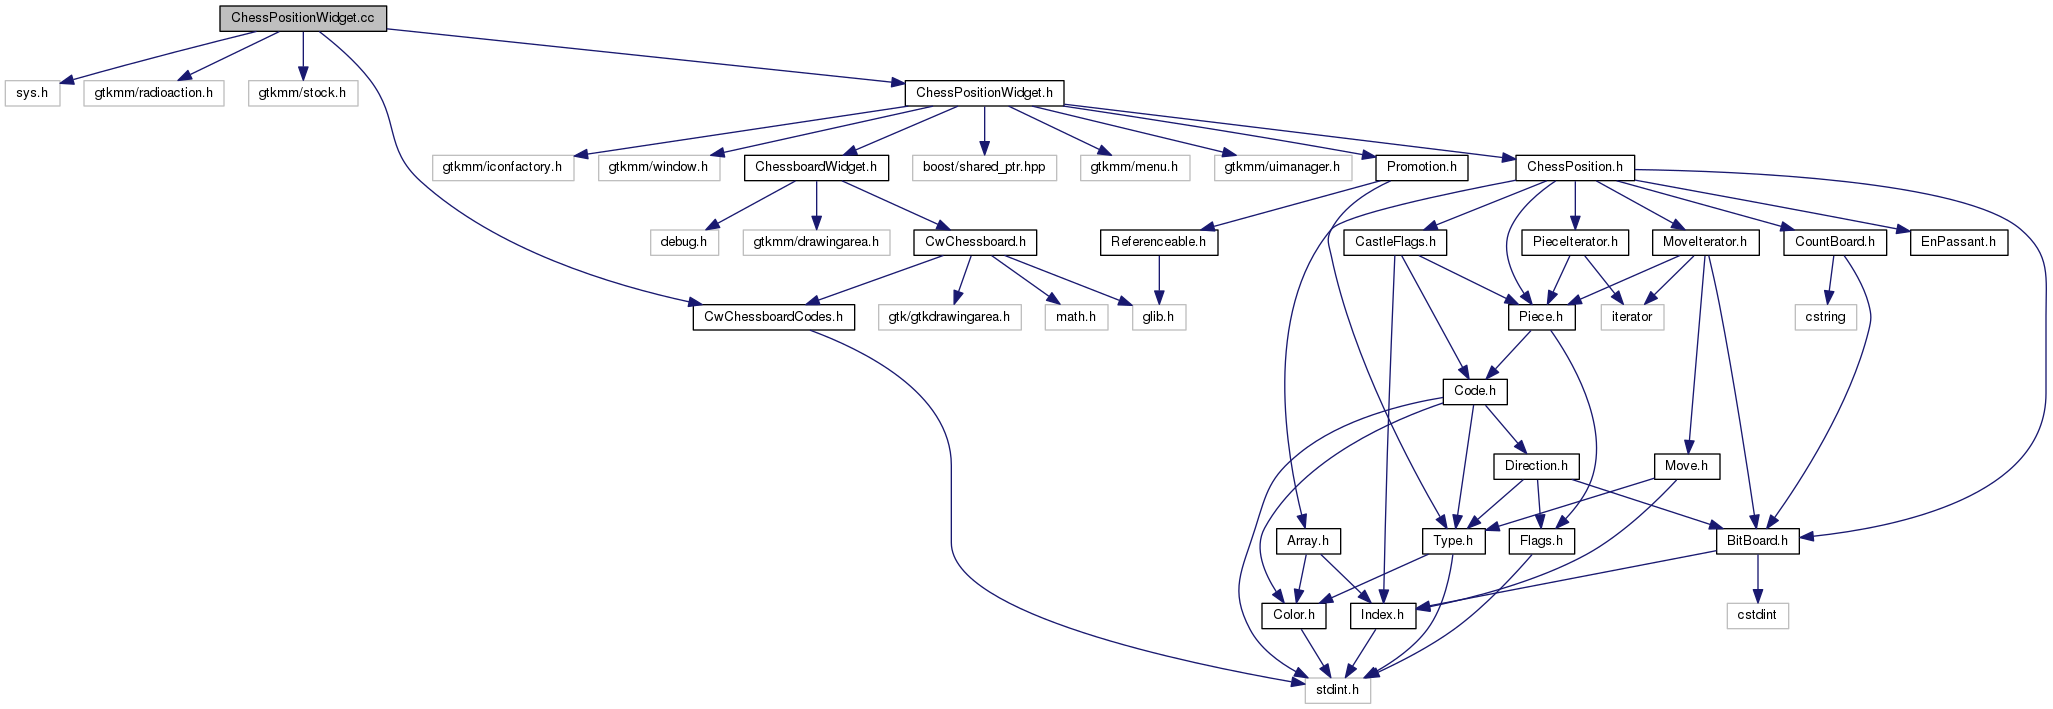 ChessPositionWidget.cc
sys.h
gtkmm/radioaction.h
gtkmm/stock.h
ChessPositionWidget.h
gtkmm/iconfactory.h
gtkmm/window.h
ChessboardWidget.h
boost/shared_ptr.hpp
gtkmm/menu.h
gtkmm/uimanager.h
Promotion.h
ChessPosition.h
debug.h
gtkmm/drawingarea.h
CwChessboard.h
Referenceable.h
CastleFlags.h
PieceIterator.h
MoveIterator.h
CountBoard.h
EnPassant.h
CwChessboardCodes.h
gtk/gtkdrawingarea.h
math.h
glib.h
Piece.h
iterator
cstring
Code.h
Direction.h
Move.h
Array.h
Type.h
Flags.h
BitBoard.h
Color.h
Index.h
cstdint
stdint.h